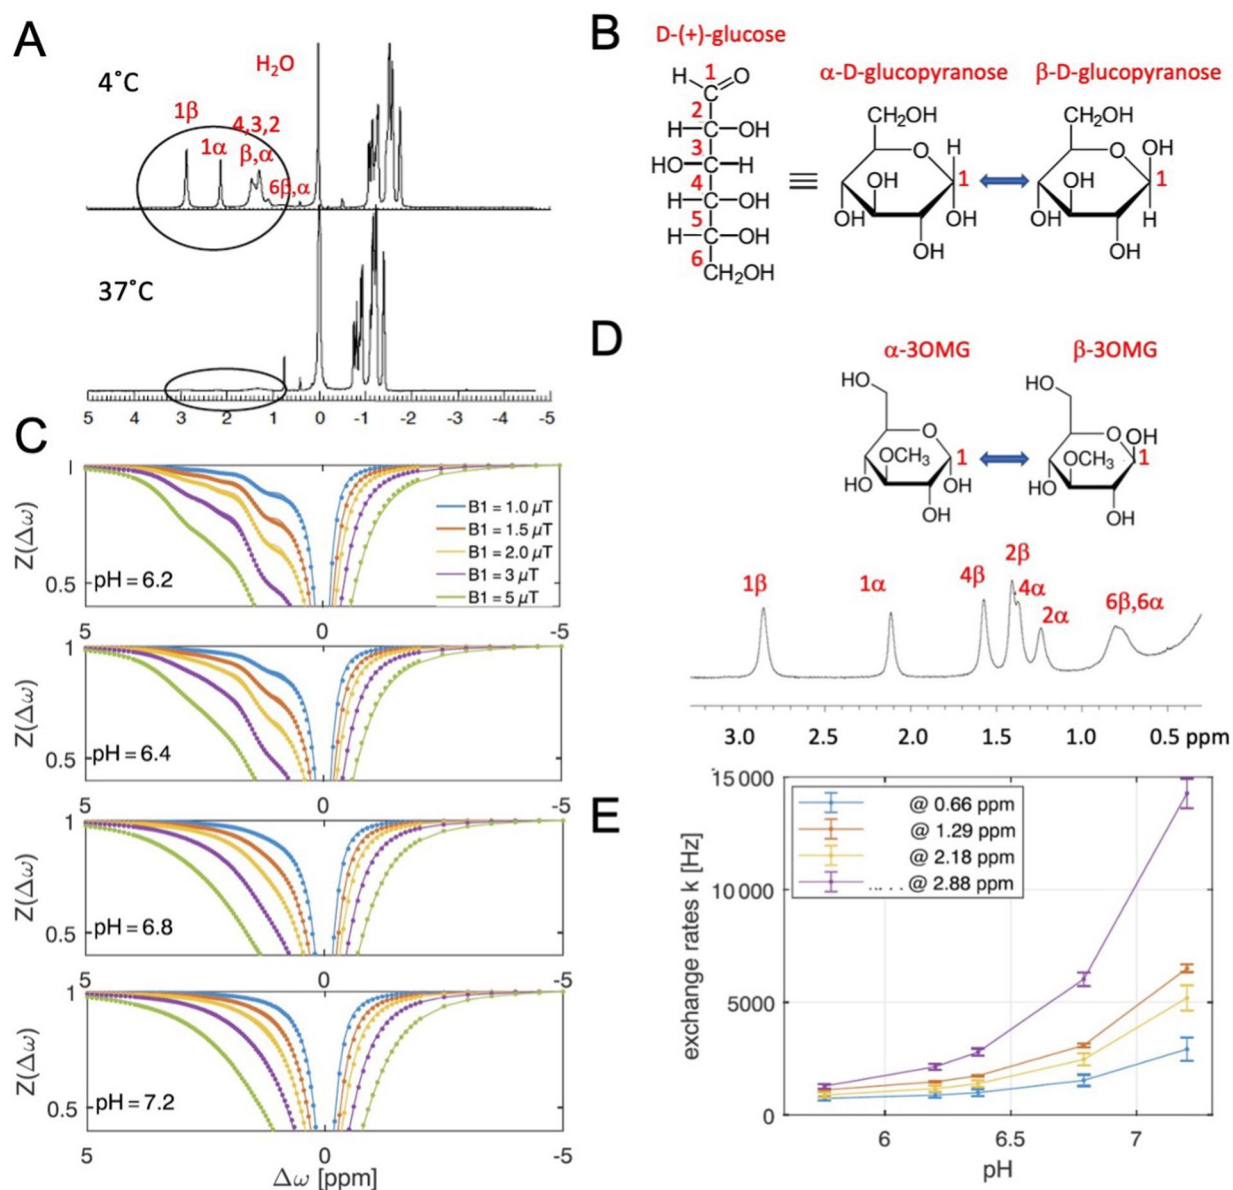 A
4˚C
H₂O
1β
1α
4,3,2
β,α
6β,α
37˚C
5 4 3 2 1 0 -1 -2 -3 -4 -5
B
D-(+)-glucose
1
H O
C
2
H C OH
3
HO C H
4
H C OH
5
H C OH
6
CH₂OH
≡
α-D-glucopyranose
CH₂OH
O H
OH 1
OH OH
OH
β-D-glucopyranose
CH₂OH
O OH
OH 1
OH H
OH
C
Z(Δω)
1
0.5
pH = 6.2
B1 = 1.0 μT
B1 = 1.5 μT
B1 = 2.0 μT
B1 = 3 μT
B1 = 5 μT
5 0 -5
Z(Δω)
1
0.5
pH = 6.4
5 0 -5
Z(Δω)
1
0.5
pH = 6.8
5 0 -5
Z(Δω)
1
0.5
pH = 7.2
5 0 -5
Δω [ppm]
D
α-3OMG
HO
O
OCH₃ 1
HO OH
OH
β-3OMG
HO
O OH
OCH₃ 1
HO
OH
1β
1α
4β
2β
4α
2α
6β,6α
3.0 2.5 2.0 1.5 1.0 0.5 ppm
E
exchange rates k [Hz]
15 000
10 000
5000
0
@ 0.66 ppm
@ 1.29 ppm
@ 2.18 ppm
@ 2.88 ppm
6 6.5 7
pH